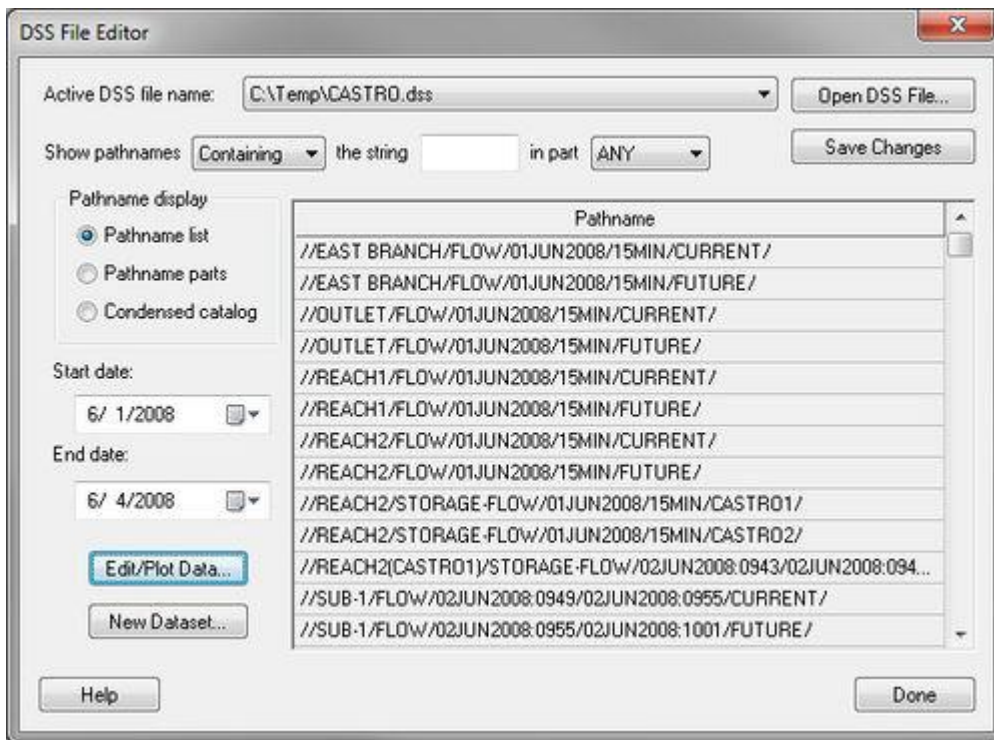 DSS File Editor
Active DSS file name: C:\Temp\CASTRO.dss Open DSS File...
Show pathnames Containing the string in part ANY Save Changes
Pathname display
Pathname list
Pathname parts
Condensed catalog
Start date:
6/ 1/2008
End date:
6/ 4/2008
Edit/Plot Data...
New Dataset...
Pathname
//EAST BRANCH/FLOW/01JUN2008/15MIN/CURRENT/
//EAST BRANCH/FLOW/01JUN2008/15MIN/FUTURE/
//OUTLET/FLOW/01JUN2008/15MIN/CURRENT/
//OUTLET/FLOW/01JUN2008/15MIN/FUTURE/
//REACH1/FLOW/01JUN2008/15MIN/CURRENT/
//REACH1/FLOW/01JUN2008/15MIN/FUTURE/
//REACH2/FLOW/01JUN2008/15MIN/CURRENT/
//REACH2/FLOW/01JUN2008/15MIN/FUTURE/
//REACH2/STORAGE-FLOW/01JUN2008/15MIN/CASTRO1/
//REACH2/STORAGE-FLOW/01JUN2008/15MIN/CASTRO2/
//REACH2(CASTRO1)/STORAGE-FLOW/02JUN2008:0943/02JUN2008:094...
//SUB-1/FLOW/02JUN2008:0949/02JUN2008:0955/CURRENT/
//SUB-1/FLOW/02JUN2008:0955/02JUN2008:1001/FUTURE/
Help Done